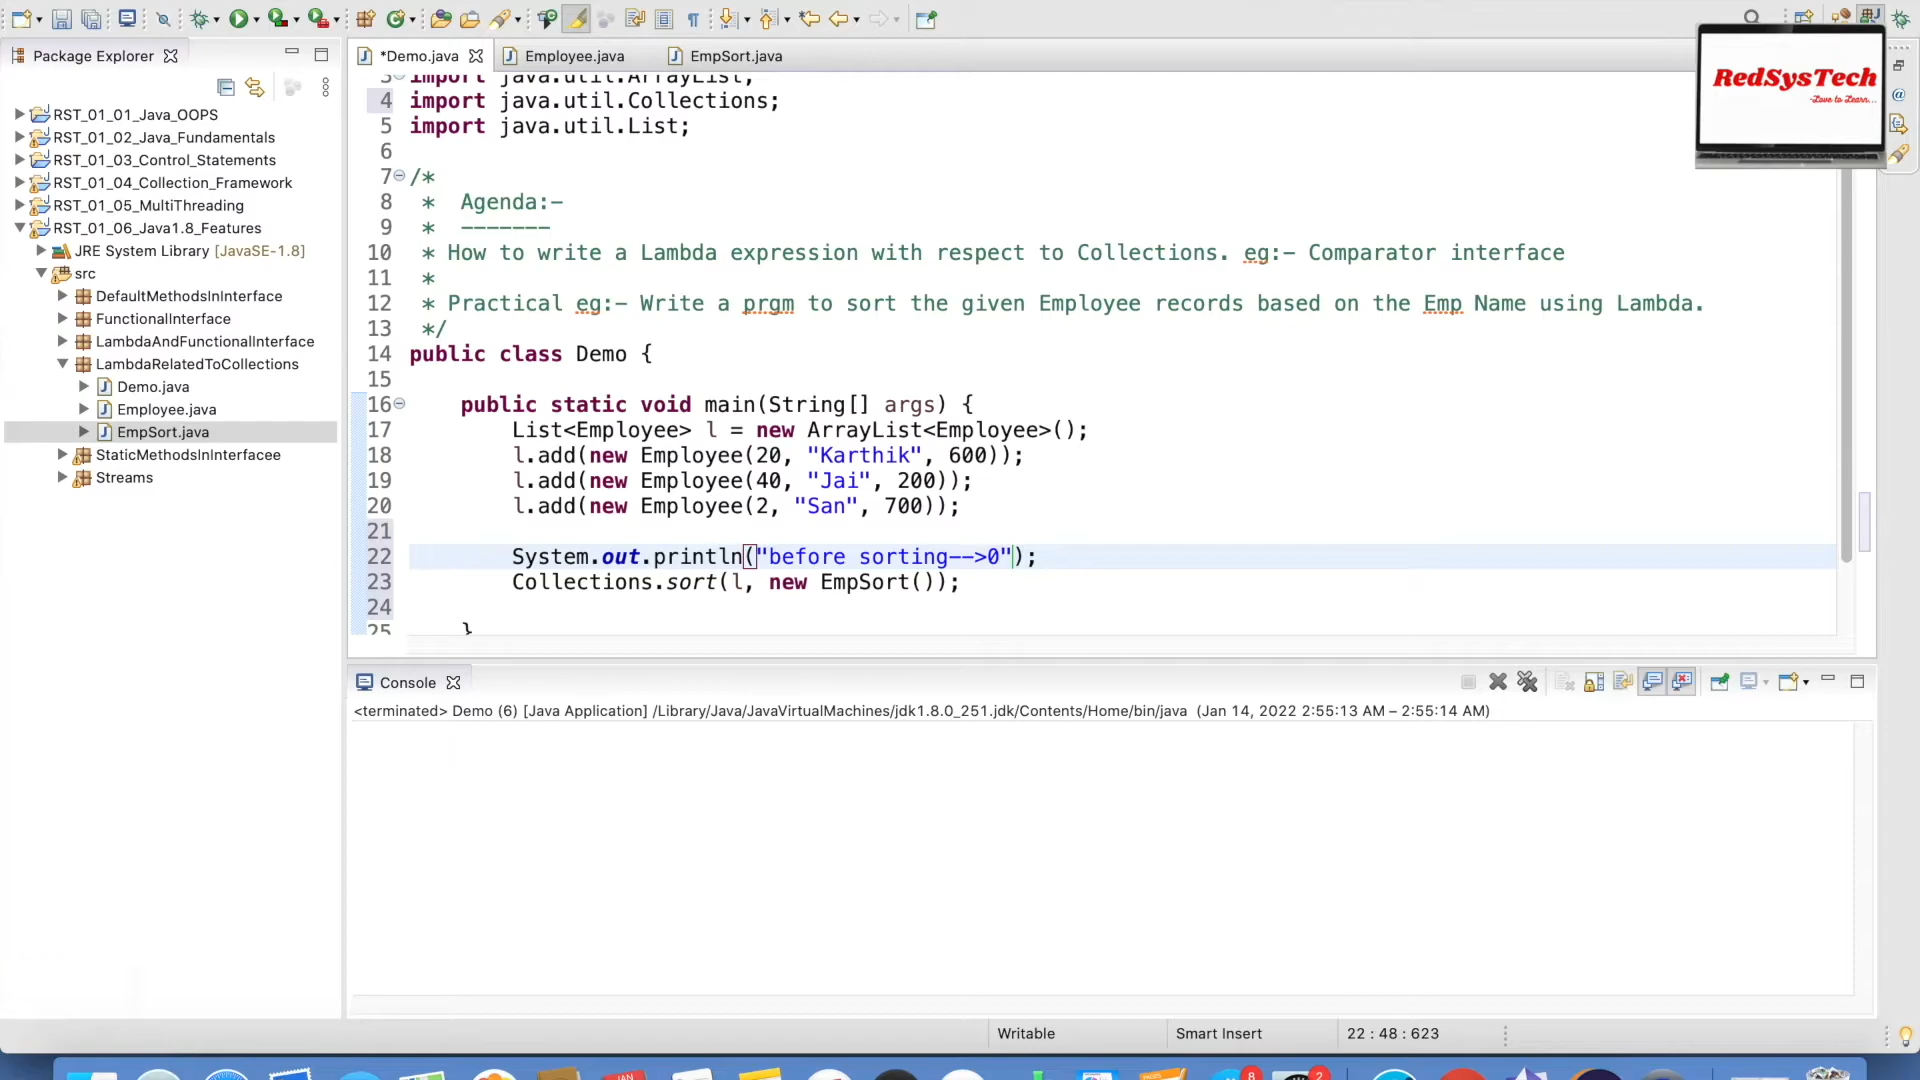 Package Explorer
*Demo.java
Employee.java
EmpSort.java
RedSysTech
-Love to Learn...
RST_01_01_Java_OOPS
RST_01_02_Java_Fundamentals
RST_01_03_Control_Statements
RST_01_04_Collection_Framework
RST_01_05_MultiThreading
RST_01_06_Java1.8_Features
JRE System Library [JavaSE-1.8]
src
DefaultMethodsInInterface
FunctionalInterface
LambdaAndFunctionalInterface
LambdaRelatedToCollections
Demo.java
Employee.java
EmpSort.java
StaticMethodsInInterfacee
Streams
3 import java.util.ArrayList;
4 import java.util.Collections;
5 import java.util.List;
6
7 /*
8 * Agenda:-
9 * -------
10 * How to write a Lambda expression with respect to Collections. eg:- Comparator interface
11 *
12 * Practical eg:- Write a prgm to sort the given Employee records based on the Emp Name using Lambda.
13 */
14 public class Demo {
15
16 public static void main(String[] args) {
17 List<Employee> l = new ArrayList<Employee>();
18 l.add(new Employee(20, "Karthik", 600));
19 l.add(new Employee(40, "Jai", 200));
20 l.add(new Employee(2, "San", 700));
21
22 System.out.println("before sorting-->0");
23 Collections.sort(l, new EmpSort());
24
25 }
Console
<terminated> Demo (6) [Java Application] /Library/Java/JavaVirtualMachines/jdk1.8.0_251.jdk/Contents/Home/bin/java (Jan 14, 2022 2:55:13 AM – 2:55:14 AM)
Writable
Smart Insert
22 : 48 : 623
JAN
8
2